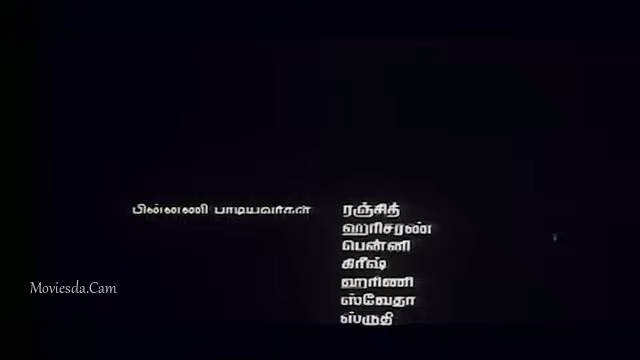 பின்னணி பாடியவர்கள் ரஞ்சித்
ஹரிசரண்
பென்னி
கிரீஷ்
ஹரிணி
ஸ்வேதா
ஸ்ருதி
Moviesda.Cam